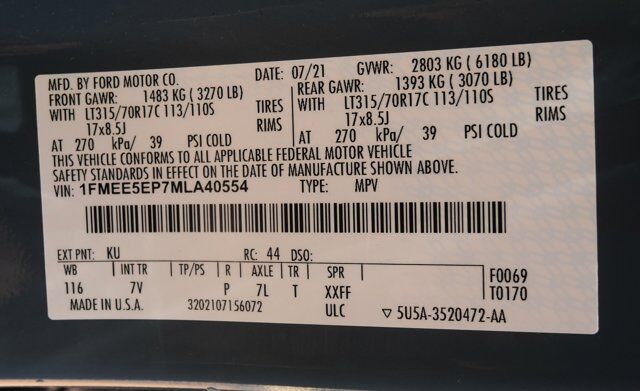 MFD. BY FORD MOTOR CO. DATE: 07/21 GVWR: 2803 KG ( 6180 LB)
FRONT GAWR: 1483 KG ( 3270 LB) REAR GAWR: 1393 KG ( 3070 LB)
WITH LT315/70R17C 113/110S TIRES WITH LT315/70R17C 113/110S TIRES
17x8.5J RIMS 17x8.5J RIMS
AT 270 kPa/ 39 PSI COLD AT 270 kPa/ 39 PSI COLD
THIS VEHICLE CONFORMS TO ALL APPLICABLE FEDERAL MOTOR VEHICLE
SAFETY STANDARDS IN EFFECT ON THE DATE OF MANUFACTURE SHOWN ABOVE.
VIN: 1FMEE5EP7MLA40554 TYPE: MPV
EXT PNT: KU RC: 44 DSO:
WB INT TR TP/PS R AXLE TR SPR F0069
116 7V P 7L T XXFF T0170
MADE IN U.S.A. 3202107156072 ULC ▽ 5U5A-3520472-AA